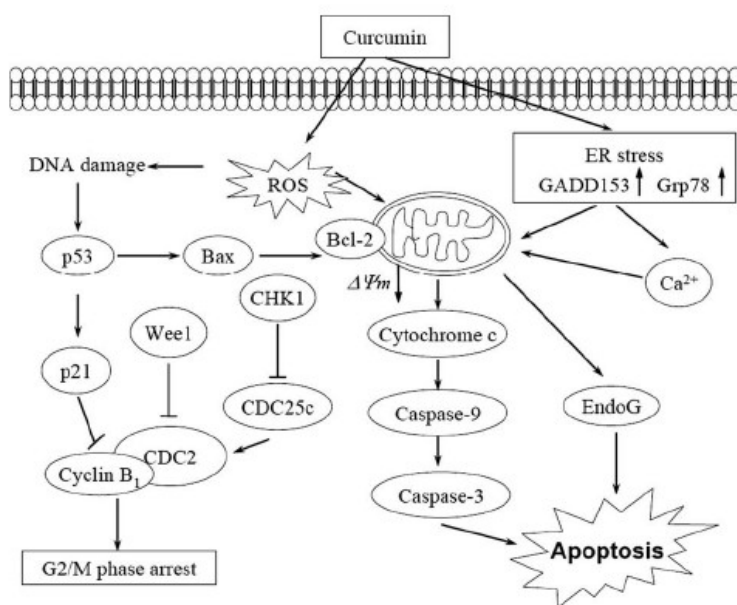 Curcumin
DNA damage
ROS
ER stress
GADD153 Grp78
p53
Bax
Bcl-2
Ca²⁺
ΔΨm
CHK1
Wee1
Cytochrome c
p21
CDC25c
Caspase-9
EndoG
CDC2
Cyclin B₁
Caspase-3
Apoptosis
G2/M phase arrest